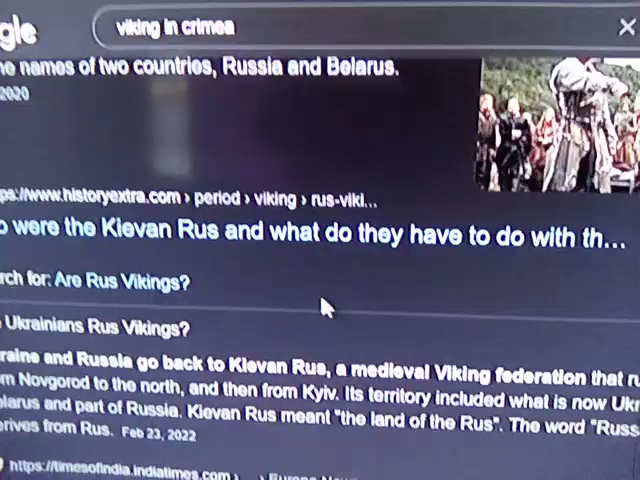 gle viking in crimea
names of two countries, Russia and Belarus.
2020
ps://www.historyextra.com › period › viking › rus-viki...
o were the Kievan Rus and what do they have to do with th...
rch for: Are Rus Vikings?
Ukrainians Rus Vikings?
raine and Russia go back to Kievan Rus, a medieval Viking federation that
m Novgorod to the north, and then from Kyiv. Its territory included what is now Ukr
larus and part of Russia. Kievan Rus meant "the land of the Rus". The word "Russ
rives from Rus. Feb 23, 2022
https://timesofindia.indiatimes.com ›